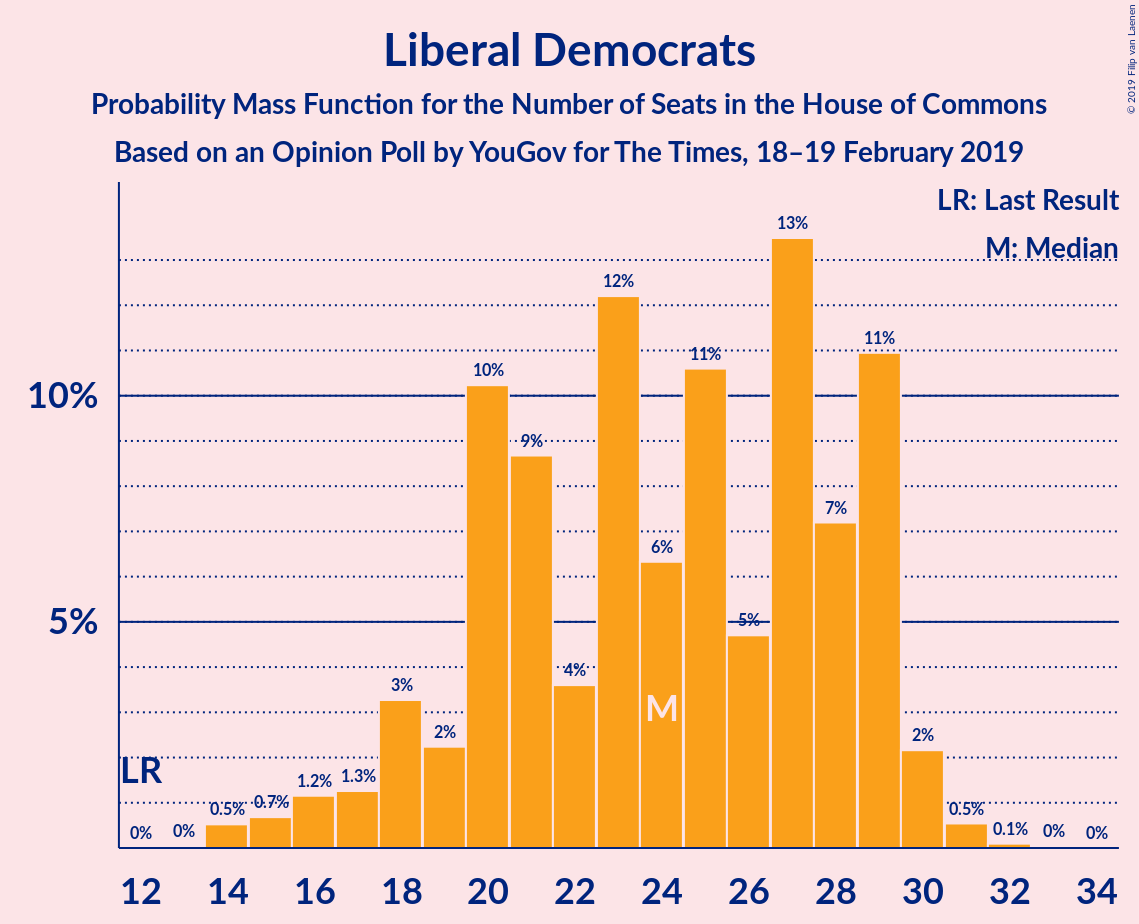 Liberal Democrats
Probability Mass Function for the Number of Seats in the House of Commons
Based on an Opinion Poll by YouGov for The Times, 18–19 February 2019
© 2019 Filip van Laenen
LR: Last Result
M: Median
10%
5%
LR
M
0%
0%
0.5%
0.7%
1.2%
1.3%
3%
2%
10%
9%
4%
12%
6%
11%
5%
13%
7%
11%
2%
0.5%
0.1%
0%
0%
12 14 16 18 20 22 24 26 28 30 32 34